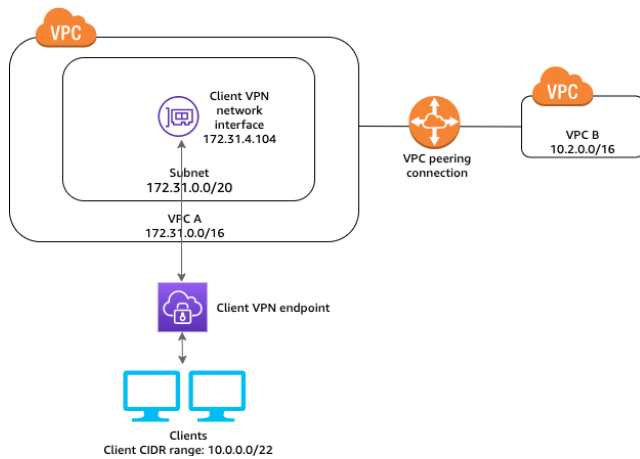 VPC
Client VPN
network
interface
172.31.4.104
Subnet
172.31.0.0/20
VPC A
172.31.0.0/16
VPC peering
connection
VPC
VPC B
10.2.0.0/16
Client VPN endpoint
Clients
Client CIDR range: 10.0.0.0/22